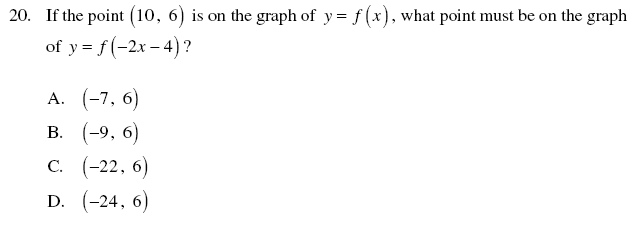 20. If the point (10, 6) is on the graph of y = f(x), what point must be on the graph
of y = f(−2x − 4)?
A. (−7, 6)
B. (−9, 6)
C. (−22, 6)
D. (−24, 6)